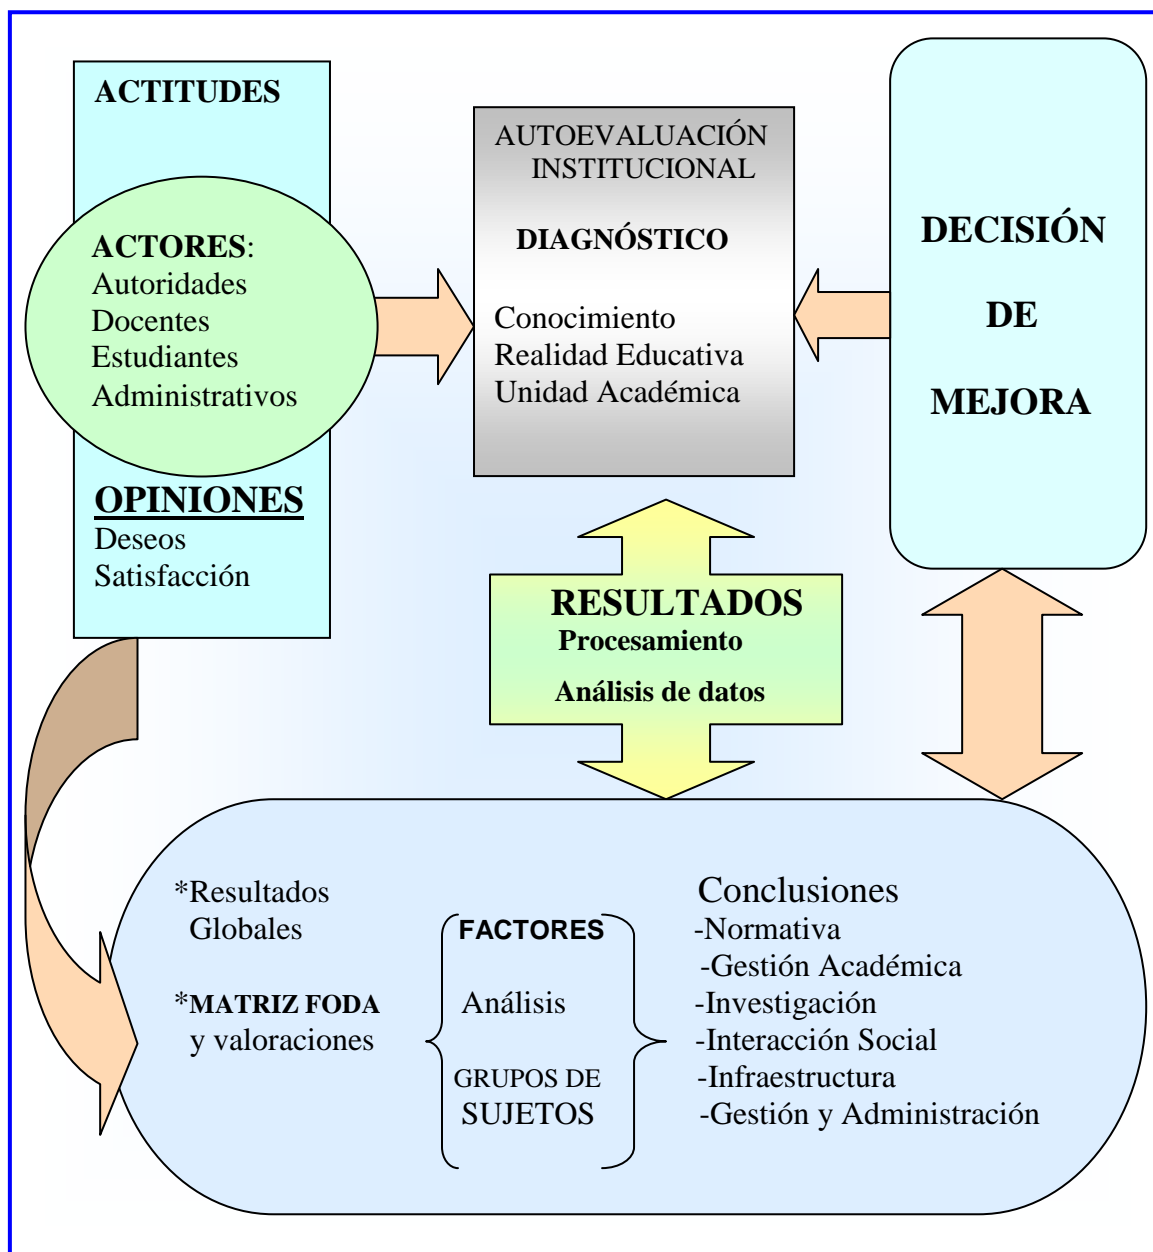 ACTITUDES
ACTORES:
Autoridades
Docentes
Estudiantes
Administrativos
OPINIONES
Deseos
Satisfacción
AUTOEVALUACIÓN
INSTITUCIONAL
DIAGNÓSTICO
Conocimiento
Realidad Educativa
Unidad Académica
DECISIÓN
DE
MEJORA
RESULTADOS
Procesamiento
Análisis de datos
*Resultados
Globales
*MATRIZ FODA
y valoraciones
FACTORES
Análisis
GRUPOS DE
SUJETOS
Conclusiones
-Normativa
-Gestión Académica
-Investigación
-Interacción Social
-Infraestructura
-Gestión y Administración